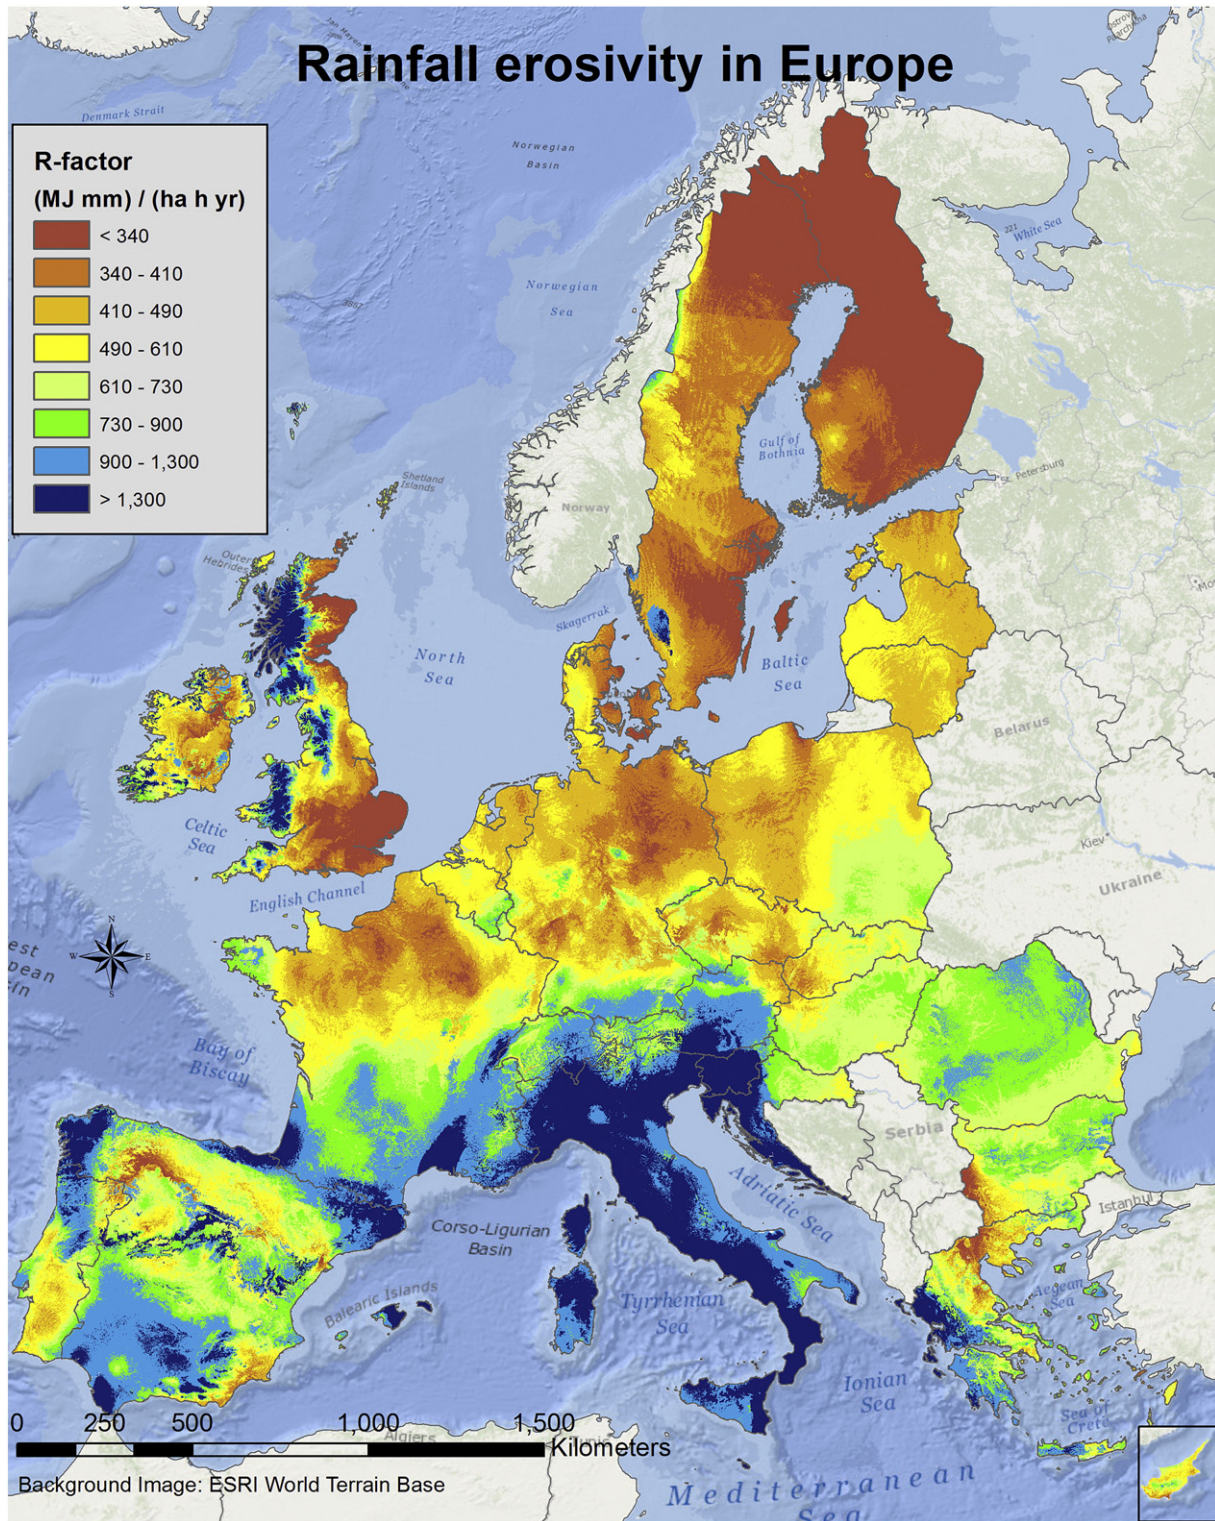 Rainfall erosivity in Europe
Denmark Strait
Norwegian
Basin
R-factor
(MJ mm) / (ha h yr)
< 340
340 - 410
410 - 490
490 - 610
610 - 730
730 - 900
900 - 1,300
> 1,300
221
White Sea
Norwegian
Sea
Gulf of
Bothnia
St. Petersburg
Shetland
Islands
Norway
Outer
Hebrides
Skagerrak
North
Sea
Baltic
Sea
Belarus
Celtic
Sea
Kiev
Ukraine
English Channel
N
W
E
S
Bay of
Biscay
Serbia
Adriatic Sea
Istanbul
Corso-Ligurian
Basin
Balearic Islands
Tyrrhenian
Sea
Aegean
Sea
Ionian
Sea
Sea of
Crete
0 250 500 1,000 1,500
Kilometers
Algiers
Background Image: ESRI World Terrain Base
Mediterranean
Sea